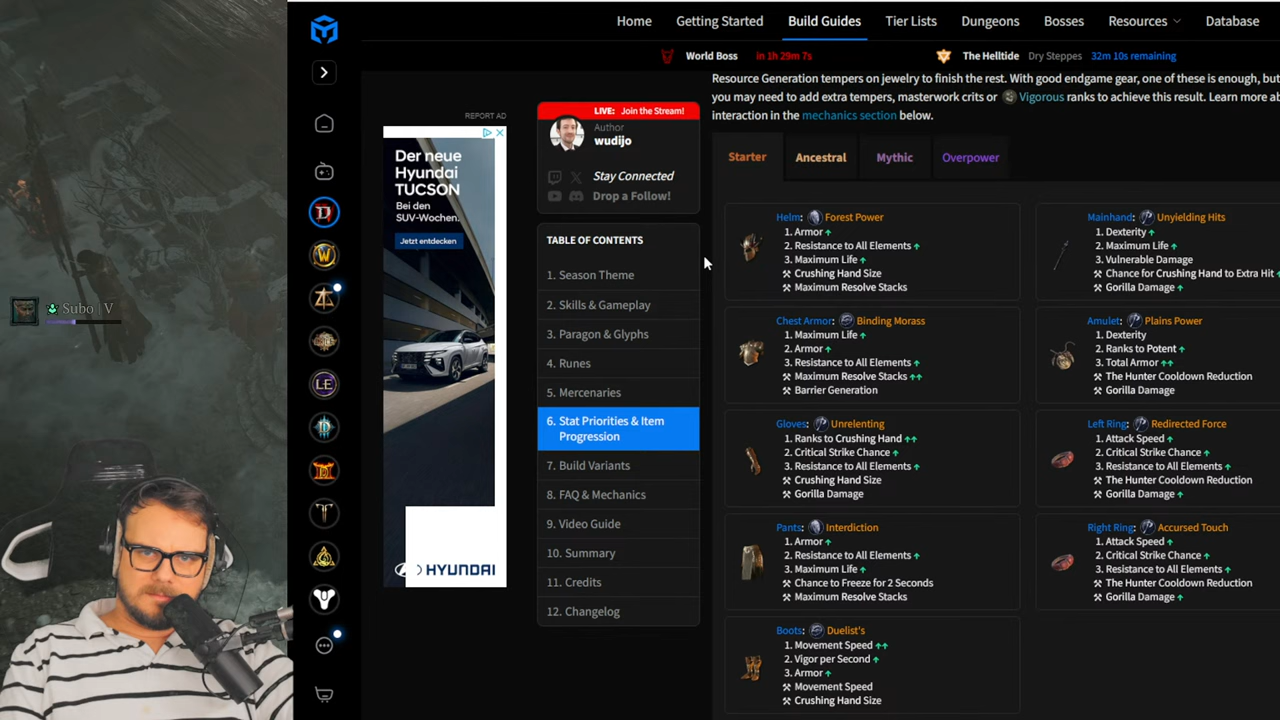 Home Getting Started Build Guides Tier Lists Dungeons Bosses Resources Database
World Boss in 1h 29m 7s The Helltide Dry Steppes 32m 10s remaining
Resource Generation tempers on jewelry to finish the rest. With good endgame gear, one of these is enough, but
you may need to add extra tempers, masterwork crits or Vigorous ranks to achieve this result. Learn more ab
interaction in the mechanics section below.
Subo | V
REPORT AD
Der neue
Hyundai
TUCSON
Bei den
SUV-Wochen.
Jetzt entdecken
HYUNDAI
LIVE: Join the Stream!
Author
wudijo
Stay Connected
Drop a Follow!
TABLE OF CONTENTS
1. Season Theme
2. Skills & Gameplay
3. Paragon & Glyphs
4. Runes
5. Mercenaries
6. Stat Priorities & Item
Progression
7. Build Variants
8. FAQ & Mechanics
9. Video Guide
10. Summary
11. Credits
12. Changelog
Starter Ancestral Mythic Overpower
Helm: Forest Power
1. Armor
2. Resistance to All Elements
3. Maximum Life
Crushing Hand Size
Maximum Resolve Stacks
Mainhand: Unyielding Hits
1. Dexterity
2. Maximum Life
3. Vulnerable Damage
Chance for Crushing Hand to Extra Hit
Gorilla Damage
Chest Armor: Binding Morass
1. Maximum Life
2. Armor
3. Resistance to All Elements
Maximum Resolve Stacks
Barrier Generation
Amulet: Plains Power
1. Dexterity
2. Ranks to Potent
3. Total Armor
The Hunter Cooldown Reduction
Gorilla Damage
Gloves: Unrelenting
1. Ranks to Crushing Hand
2. Critical Strike Chance
3. Resistance to All Elements
Crushing Hand Size
Gorilla Damage
Left Ring: Redirected Force
1. Attack Speed
2. Critical Strike Chance
3. Resistance to All Elements
The Hunter Cooldown Reduction
Gorilla Damage
Pants: Interdiction
1. Armor
2. Resistance to All Elements
3. Maximum Life
Chance to Freeze for 2 Seconds
Maximum Resolve Stacks
Right Ring: Accursed Touch
1. Attack Speed
2. Critical Strike Chance
3. Resistance to All Elements
The Hunter Cooldown Reduction
Gorilla Damage
Boots: Duelist's
1. Movement Speed
2. Vigor per Second
3. Armor
Movement Speed
Crushing Hand Size